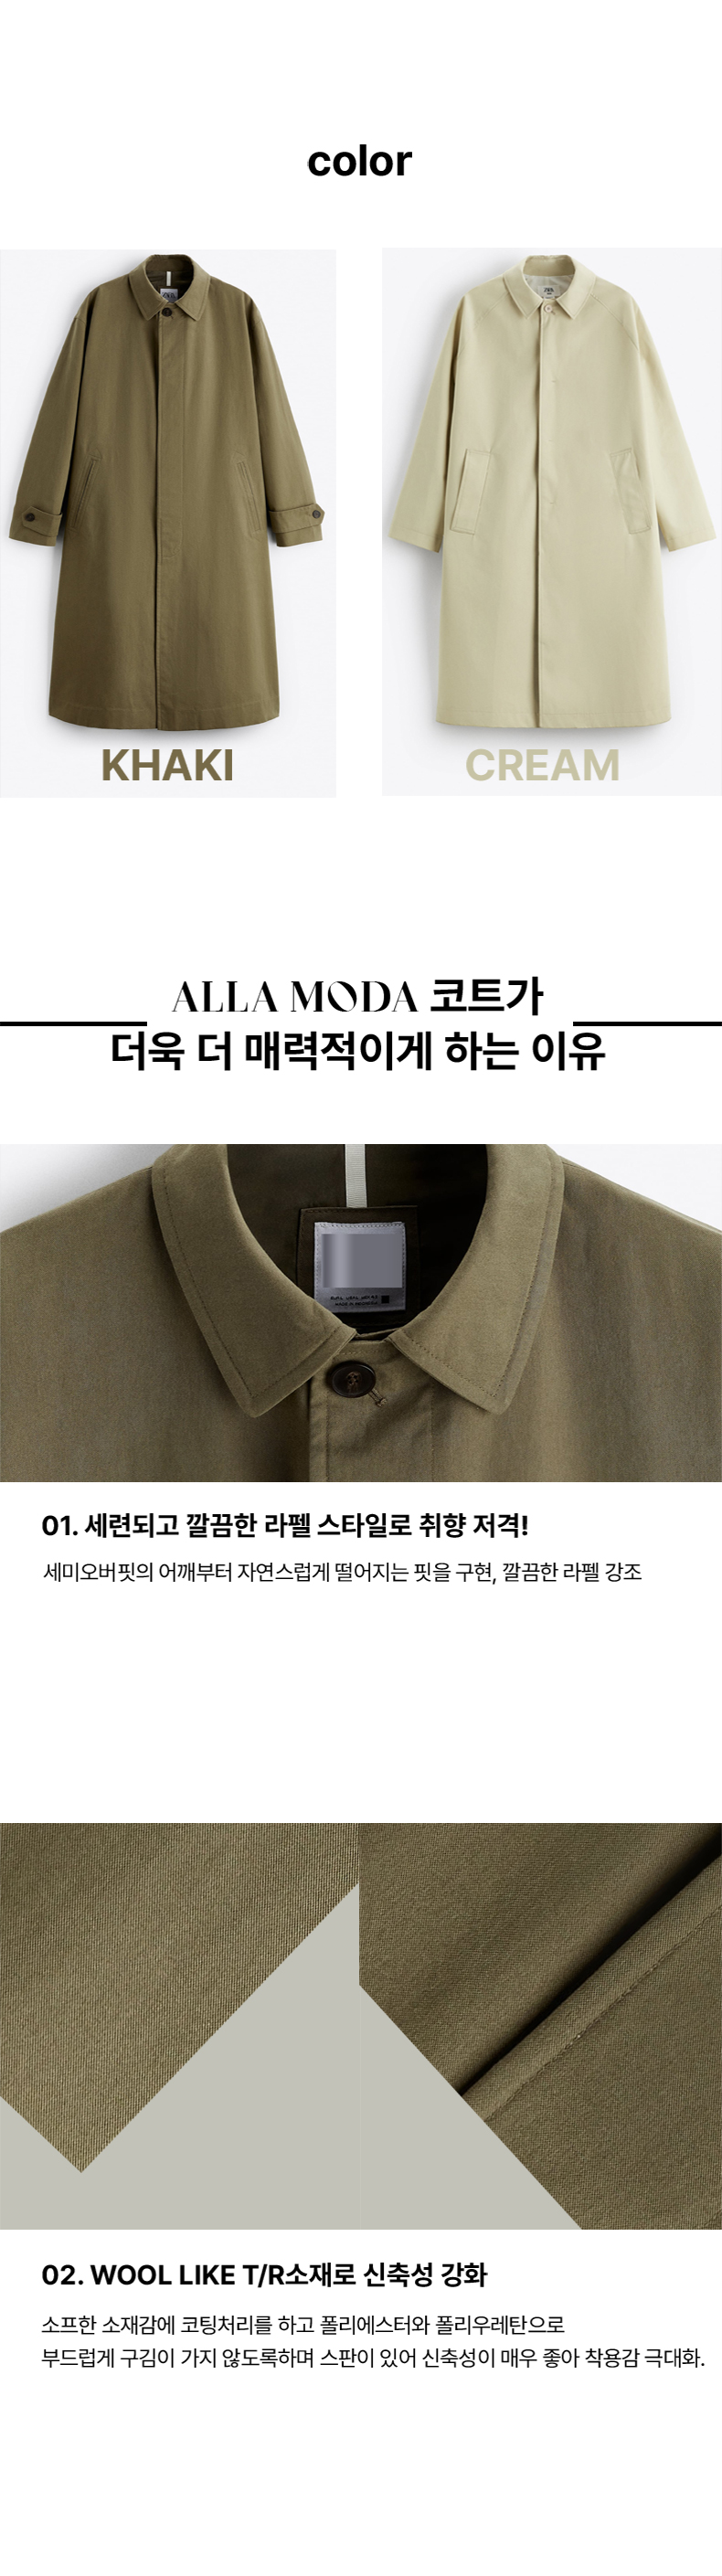 color
KHAKI
CREAM
ALLA MODA 코트가
더욱 더 매력적이게 하는 이유
01. 세련되고 깔끔한 라펠 스타일로 취향 저격!
세미오버핏의 어깨부터 자연스럽게 떨어지는 핏을 구현, 깔끔한 라펠 강조
02. WOOL LIKE T/R소재로 신축성 강화
소프한 소재감에 코팅처리를 하고 폴리에스터와 폴리우레탄으로
부드럽게 구김이 가지 않도록하며 스판이 있어 신축성이 매우 좋아 착용감 극대화.